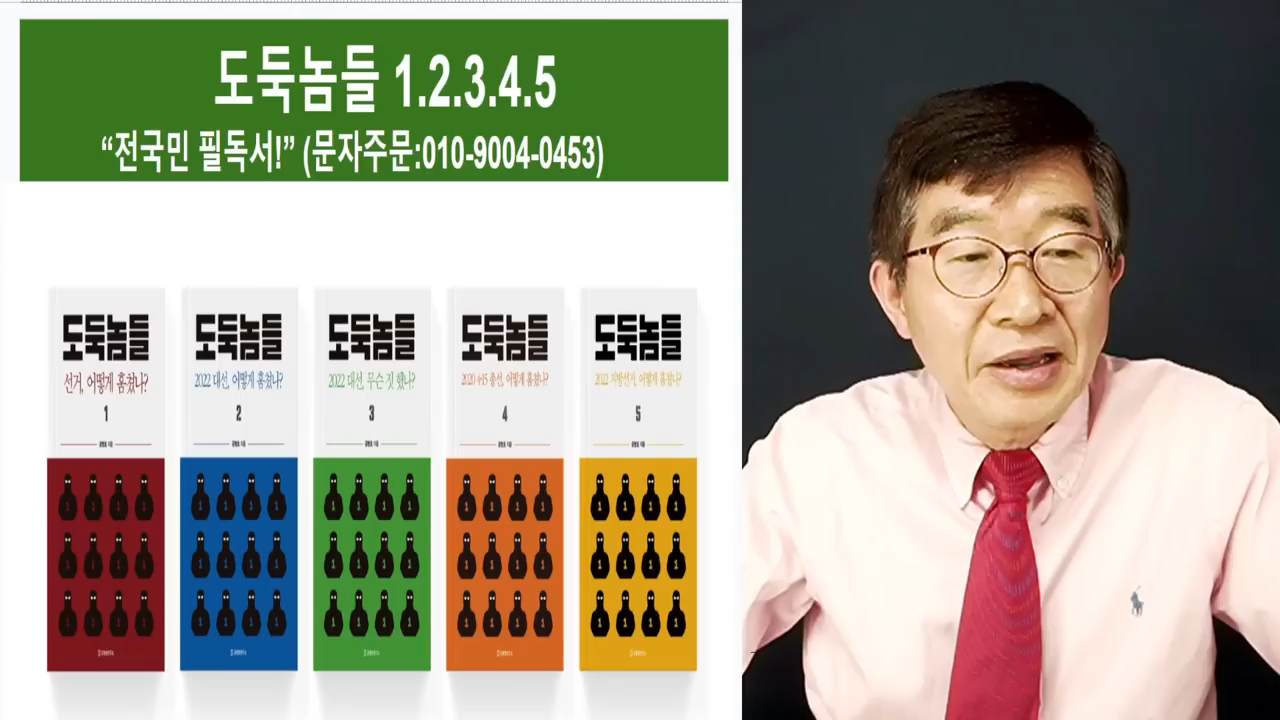 도둑놈들 1.2.3.4.5
“전국민 필독서!” (문자주문:010-9004-0453)
도둑놈들
선거, 어떻게 훔쳤나?
1
도둑놈들
2022 대선, 어떻게 훔쳤나?
2
도둑놈들
2022 대선, 무슨 짓 했나?
3
도둑놈들
2020 4·15 총선, 어떻게 훔쳤나?
4
도둑놈들
2022 지방선거, 어떻게 훔쳤나?
5